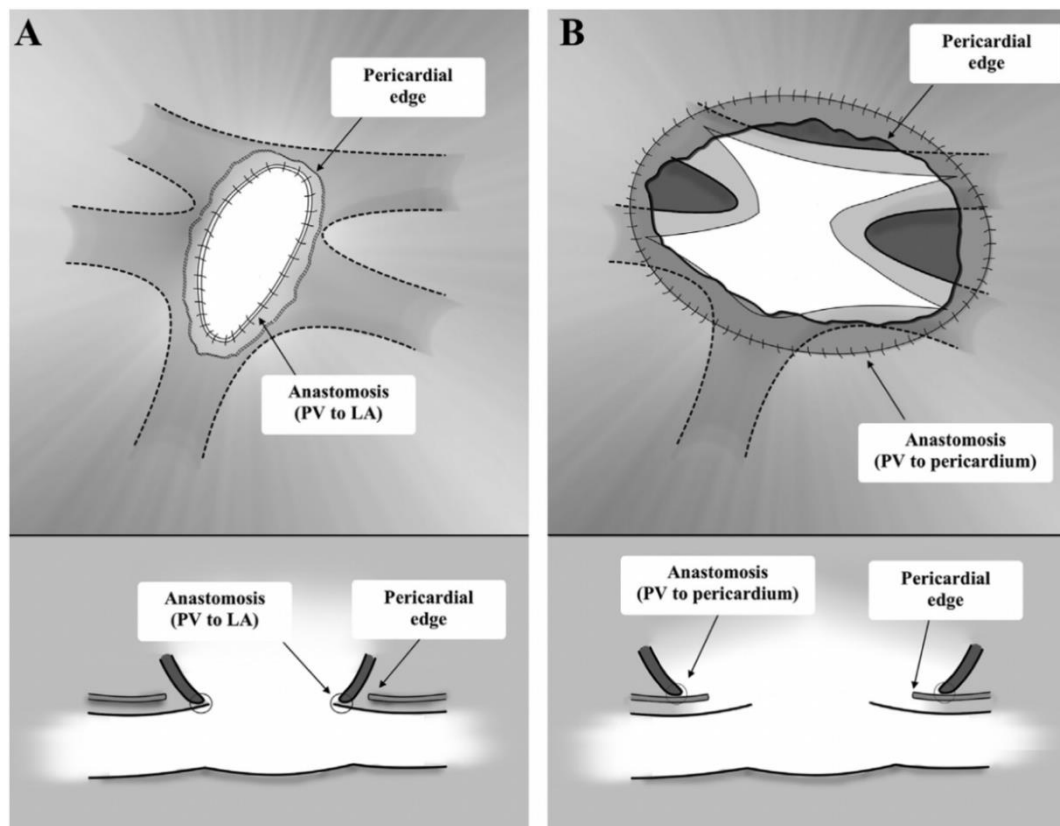 A
Pericardial
edge
Anastomosis
(PV to LA)
B
Pericardial
edge
Anastomosis
(PV to pericardium)
Anastomosis
(PV to LA)
Pericardial
edge
Anastomosis
(PV to pericardium)
Pericardial
edge